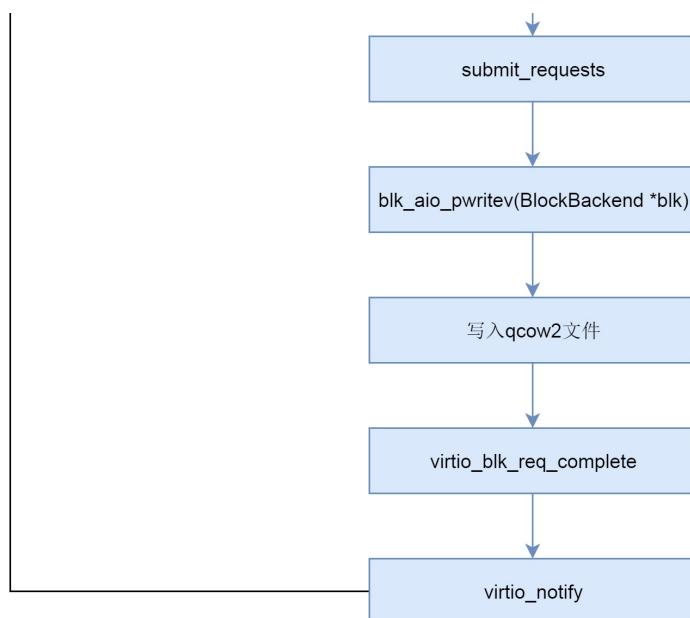 submit_requests
blk_aio_pwritev(BlockBackend *blk)
写入qcow2文件
virtio_blk_req_complete
virtio_notify